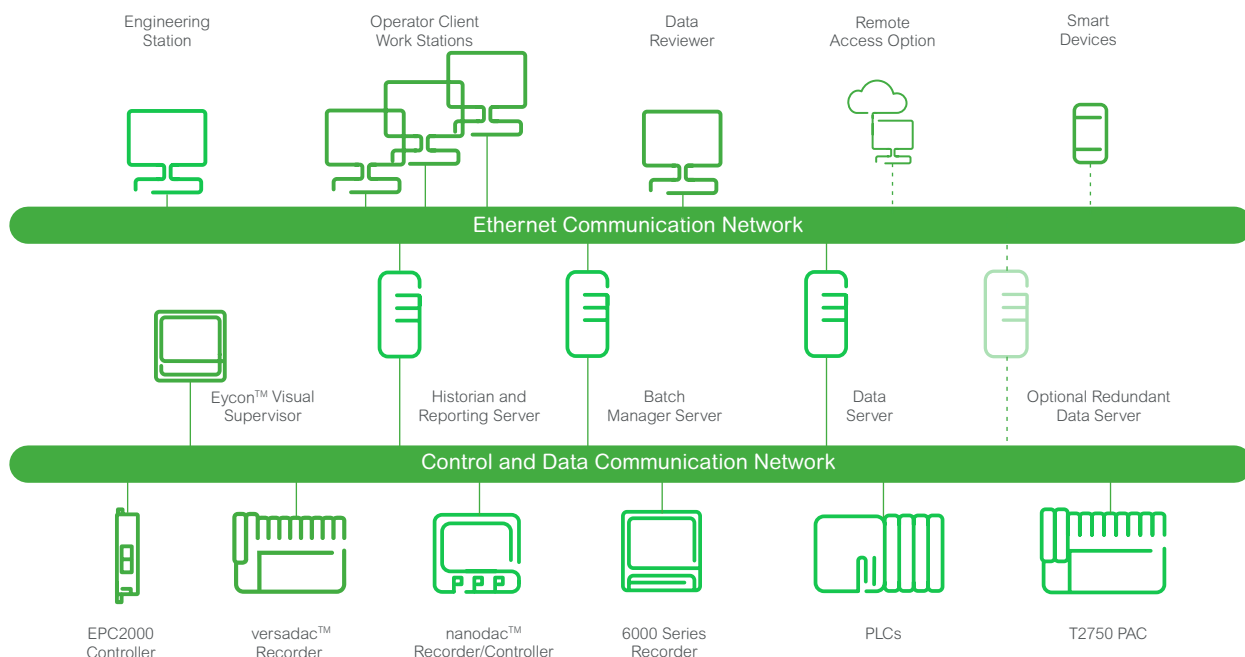 Engineering
Station
Operator Client
Work Stations
Data
Reviewer
Remote
Access Option
Smart
Devices
Ethernet Communication Network
Eycon™ Visual
Supervisor
Historian and
Reporting Server
Batch
Manager Server
Data
Server
Optional Redundant
Data Server
Control and Data Communication Network
EPC2000
Controller
versadac™
Recorder
nanodac™
Recorder/Controller
6000 Series
Recorder
PLCs
T2750 PAC